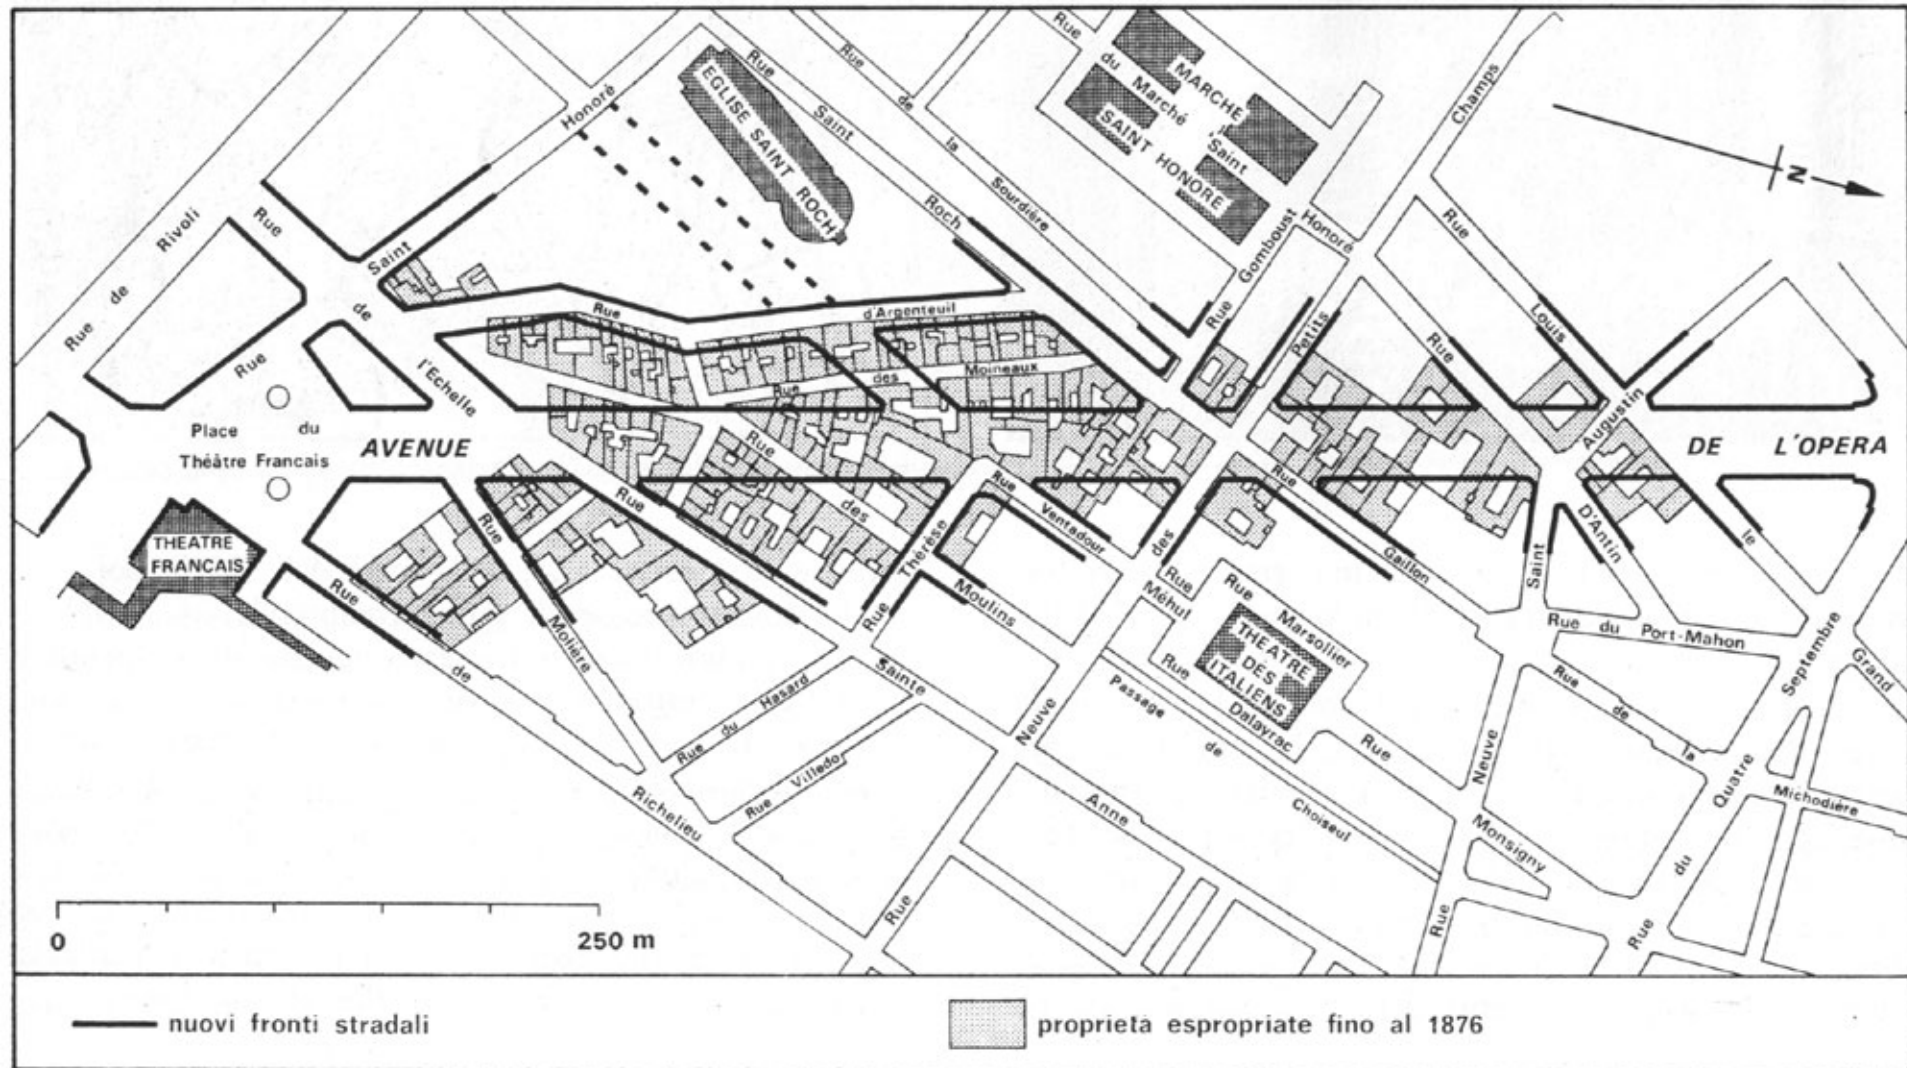 Rue de Rivoli
Rue de l'Echelle
Rue Saint Honoré
EGLISE SAINT ROCH
Rue Saint Roch
Rue de la Sourdière
Rue du Marché Saint Honoré
MARCHE
SAINT HONORE
Rue Gomboust
Rue des Petits Champs
Rue Louis le Grand
N
Rue d'Argenteuil
Rue des Moineaux
Place du
Théâtre Francais
AVENUE DE L'OPERA
THEATRE
FRANCAIS
Rue de Richelieu
Rue Molière
Rue Sainte Anne
Rue des Moulins
Rue Thérèse
Rue Ventadour
Rue Neuve
Rue Méhul
Rue Marsollier
THEATRE
DES
ITALIENS
Rue Dalayrac
Passage de Choiseul
Rue Monsigny
Rue Gaillon
Rue Neuve Saint Augustin
Rue D'Antin
Rue du Port-Mahon
Rue de la Michodière
Rue du Quatre Septembre
Rue du Hasard
Rue Villedo
0 250 m
nuovi fronti stradali
proprietà espropriate fino al 1876